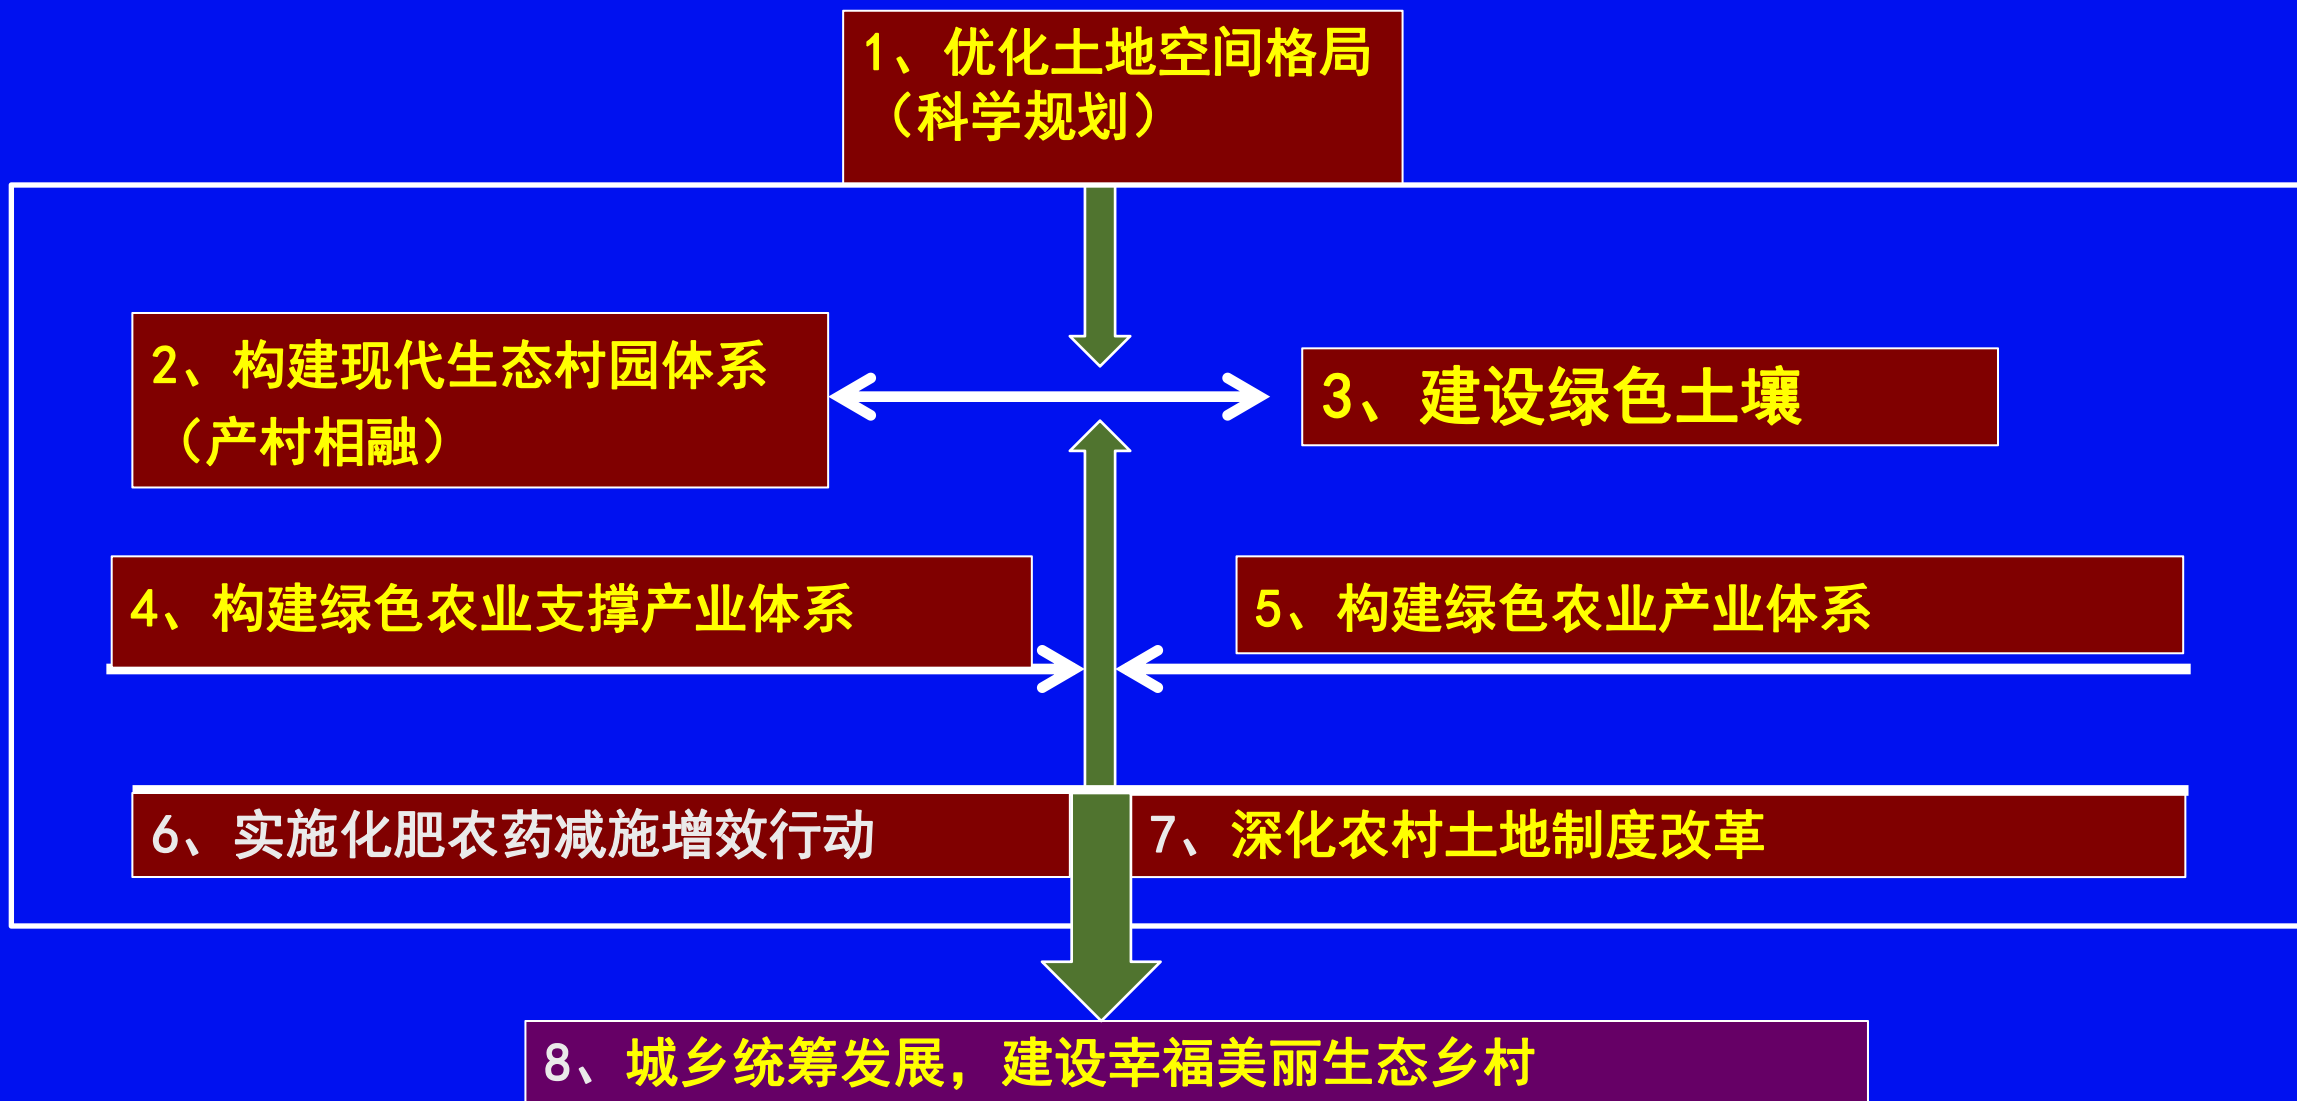 1、优化土地空间格局
（科学规划）
2、构建现代生态村园体系
（产村相融）
3、建设绿色土壤
4、构建绿色农业支撑产业体系
5、构建绿色农业产业体系
6、实施化肥农药减施增效行动
7、深化农村土地制度改革
8、城乡统筹发展，建设幸福美丽生态乡村